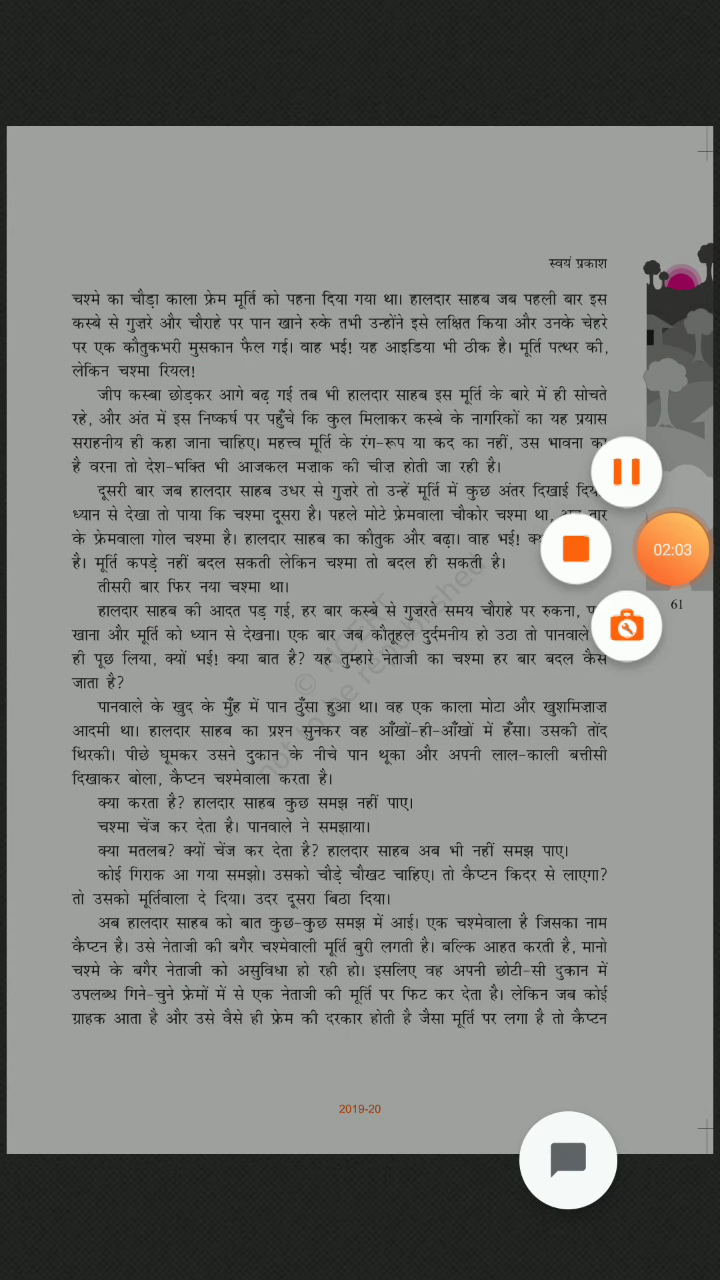 स्वयं प्रकाश
चश्मे का चौड़ा काला फ्रेम मूर्ति को पहना दिया गया था। हालदार साहब जब पहली बार इस
कस्बे से गुज़रे और चौराहे पर पान खाने रुके तभी उन्होंने इसे लक्षित किया और उनके चेहरे
पर एक कौतुकभरी मुसकान फैल गई। वाह भई! यह आइडिया भी ठीक है। मूर्ति पत्थर की,
लेकिन चश्मा रियल!
जीप कस्बा छोड़कर आगे बढ़ गई तब भी हालदार साहब इस मूर्ति के बारे में ही सोचते
रहे, और अंत में इस निष्कर्ष पर पहुँचे कि कुल मिलाकर कस्बे के नागरिकों का यह प्रयास
सराहनीय ही कहा जाना चाहिए। महत्त्व मूर्ति के रंग-रूप या कद का नहीं, उस भावना का
है वरना तो देश-भक्ति भी आजकल मज़ाक की चीज़ होती जा रही है।
दूसरी बार जब हालदार साहब उधर से गुज़रे तो उन्हें मूर्ति में कुछ अंतर दिखाई
ध्यान से देखा तो पाया कि चश्मा दूसरा है। पहले मोटे फ्रेमवाला चौकोर चश्मा था, तार
के फ्रेमवाला गोल चश्मा है। हालदार साहब का कौतुक और बढ़ा। वाह भई!
है। मूर्ति कपड़े नहीं बदल सकती लेकिन चश्मा तो बदल ही सकती है।
तीसरी बार फिर नया चश्मा था।
हालदार साहब की आदत पड़ गई, हर बार कस्बे से गुज़रते समय चौराहे पर रुकना,
खाना और मूर्ति को ध्यान से देखना। एक बार जब कौतूहल दुर्दमनीय हो उठा तो पानवाले
ही पूछ लिया, क्यों भई! क्या बात है? यह तुम्हारे नेताजी का चश्मा हर बार बदल कैसे
जाता है?
पानवाले के खुद के मुँह में पान ठुँसा हुआ था। वह एक काला मोटा और खुशमिज़ाज़
आदमी था। हालदार साहब का प्रश्न सुनकर वह आँखों-ही-आँखों में हँसा। उसकी तोंद
थिरकी। पीछे घूमकर उसने दुकान के नीचे पान थूका और अपनी लाल-काली बत्तीसी
दिखाकर बोला, कैप्टन चश्मेवाला करता है।
क्या करता है? हालदार साहब कुछ समझ नहीं पाए।
चश्मा चेंज कर देता है। पानवाले ने समझाया।
क्या मतलब? क्यों चेंज कर देता है? हालदार साहब अब भी नहीं समझ पाए।
कोई गिराक आ गया समझो। उसको चौड़े चौखट चाहिए। तो कैप्टन किदर से लाएगा?
तो उसको मूर्तिवाला दे दिया। उदर दूसरा बिठा दिया।
अब हालदार साहब को बात कुछ-कुछ समझ में आई। एक चश्मेवाला है जिसका नाम
कैप्टन है। उसे नेताजी की बगैर चश्मेवाली मूर्ति बुरी लगती है। बल्कि आहत करती है, मानो
चश्मे के बगैर नेताजी को असुविधा हो रही हो। इसलिए वह अपनी छोटी-सी दुकान में
उपलब्ध गिने-चुने फ्रेमों में से एक नेताजी की मूर्ति पर फिट कर देता है। लेकिन जब कोई
ग्राहक आता है और उसे वैसे ही फ्रेम की दरकार होती है जैसा मूर्ति पर लगा है तो कैप्टन
© NCERT
not to be republished
02:03
61
2019-20